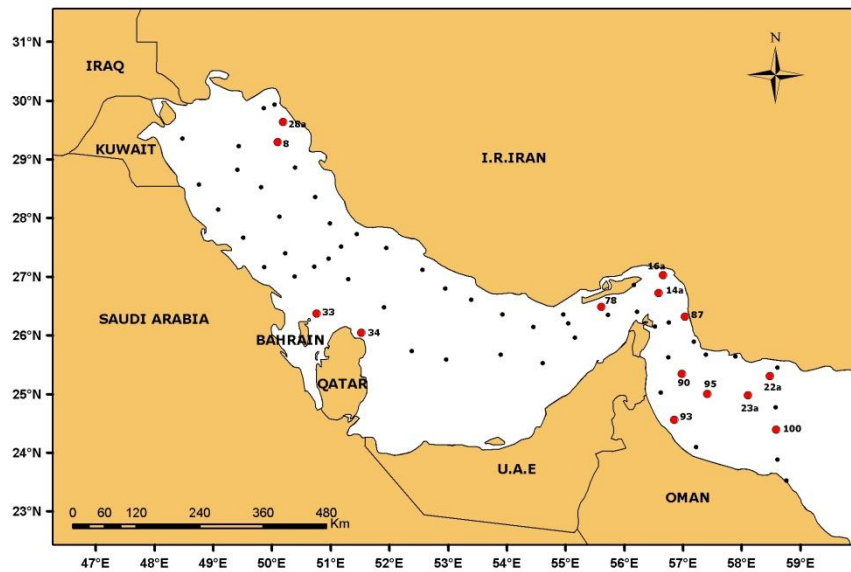 N
31°N
30°N
29°N
28°N
27°N
26°N
25°N
24°N
23°N
IRAQ
KUWAIT
28a
8
I.R.IRAN
SAUDI ARABIA
16a
14a
78
87
33
34
BAHRAIN
QATAR
90
95
22a
23a
93
100
U.A.E
OMAN
0 60 120 240 360 480
Km
47°E 48°E 49°E 50°E 51°E 52°E 53°E 54°E 55°E 56°E 57°E 58°E 59°E